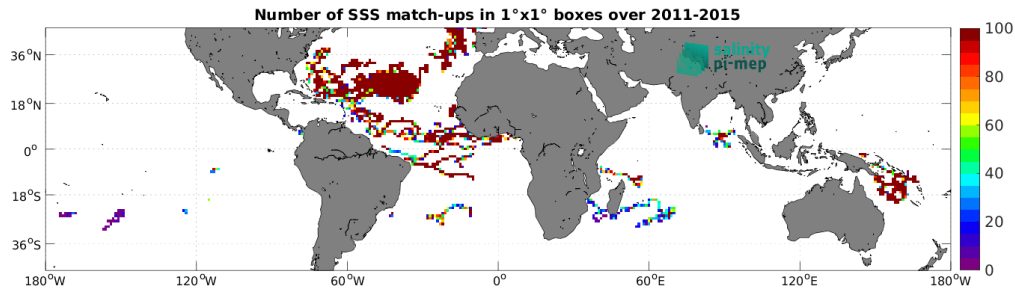 Number of SSS match-ups in 1°x1° boxes over 2011-2015
salinity
pi-mep
36°N
18°N
0°
18°S
36°S
180°W
120°W
60°W
0°
60°E
120°E
180°W
100
80
60
40
20
0